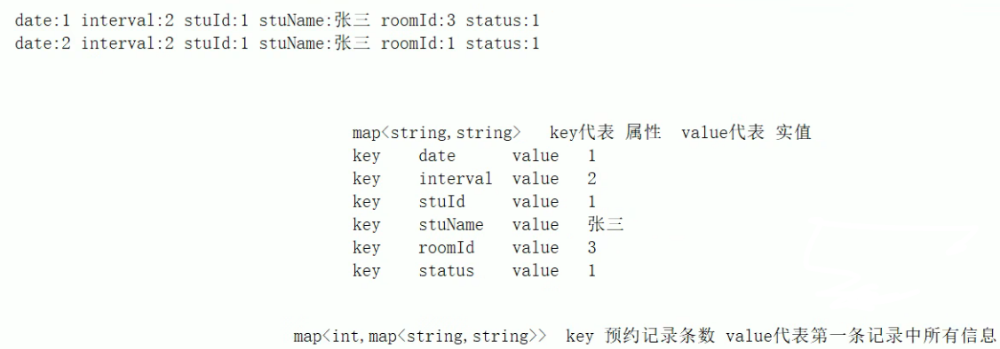 date:1 interval:2 stuId:1 stuName:张三 roomId:3 status:1
date:2 interval:2 stuId:1 stuName:张三 roomId:1 status:1
map<string,string> key代表 属性 value代表 实值
key date value 1
key interval value 2
key stuId value 1
key stuName value 张三
key roomId value 3
key status value 1
map<int,map<string,string>> key 预约记录条数 value代表第一条记录中所有信息